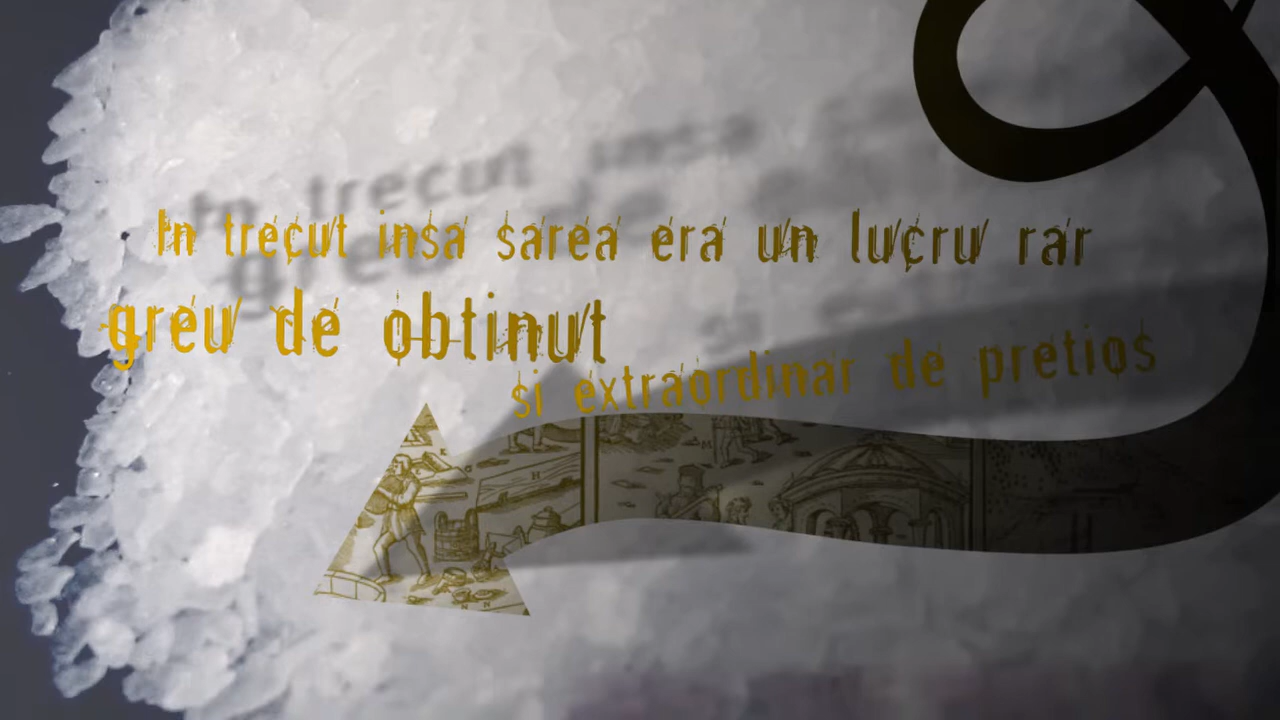 In trecut insa sarea era un lucru rar
greu de obtinut
si extraordinar de pretios